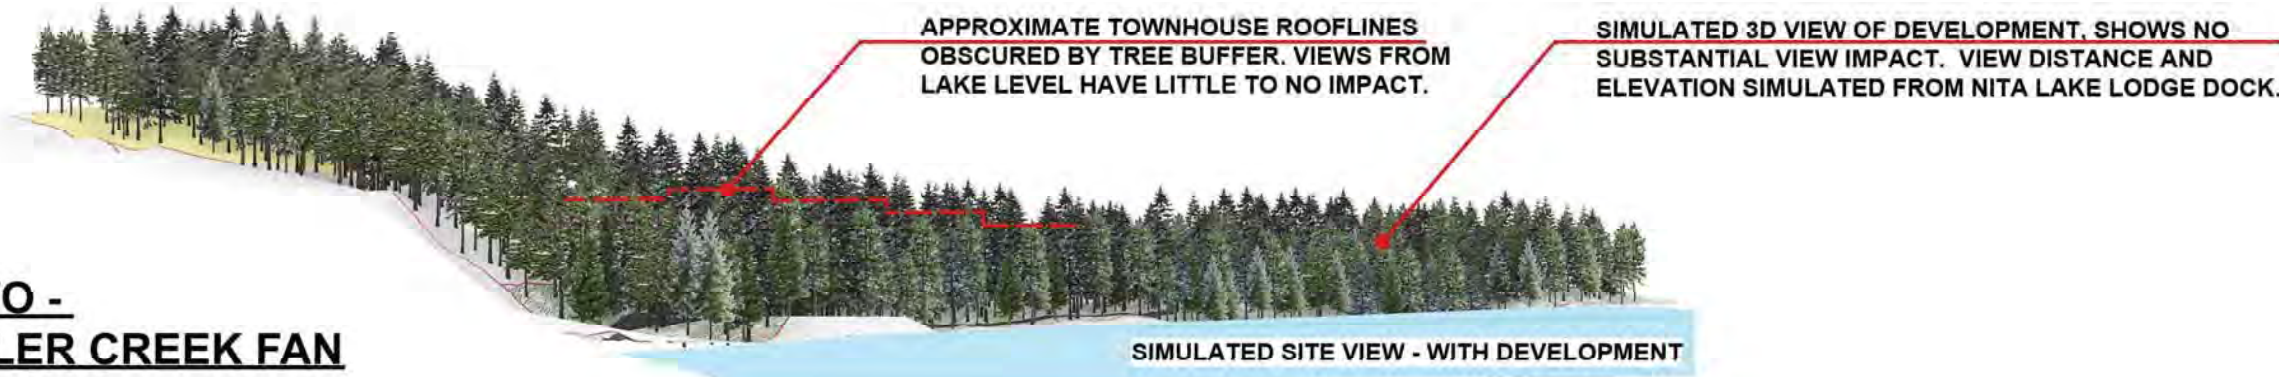 APPROXIMATE TOWNHOUSE ROOFLINES
OBSCURED BY TREE BUFFER. VIEWS FROM
LAKE LEVEL HAVE LITTLE TO NO IMPACT.
SIMULATED 3D VIEW OF DEVELOPMENT, SHOWS NO
SUBSTANTIAL VIEW IMPACT. VIEW DISTANCE AND
ELEVATION SIMULATED FROM NITA LAKE LODGE DOCK.
O -
LER CREEK FAN
SIMULATED SITE VIEW - WITH DEVELOPMENT